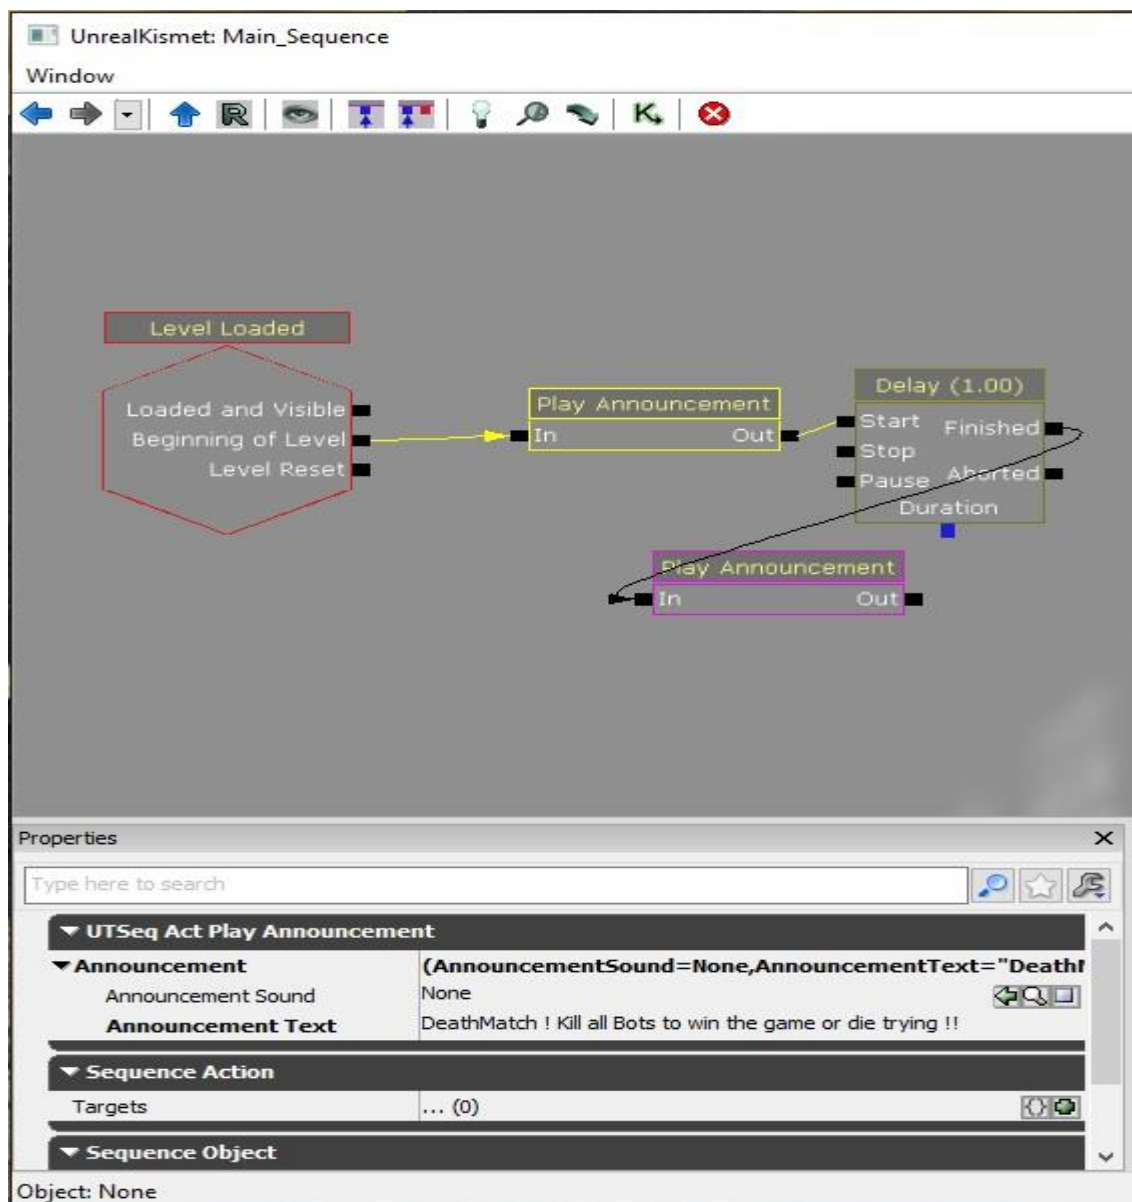 UnrealKismet: Main_Sequence
Window
Level Loaded
Loaded and Visible
Beginning of Level
Level Reset
Play Announcement
In Out
Delay (1.00)
Start Finished
Stop
Pause Aborted
Duration
Play Announcement
In Out
Properties
Type here to search
UTSeq Act Play Announcement
Announcement (AnnouncementSound=None,AnnouncementText="Death
Announcement Sound None
Announcement Text DeathMatch ! Kill all Bots to win the game or die trying !!
Sequence Action
Targets ... (0)
Sequence Object
Object: None